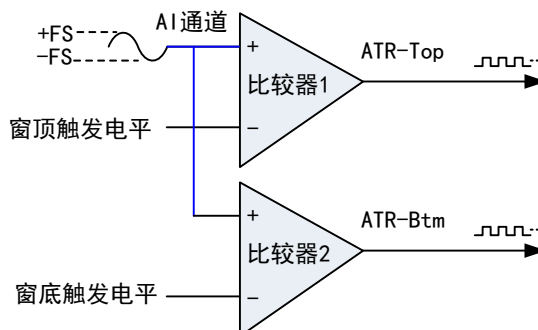 +FS
-FS
AI通道
ATR-Top
+
比较器1
-
窗顶触发电平
+
ATR-Btm
比较器2
-
窗底触发电平